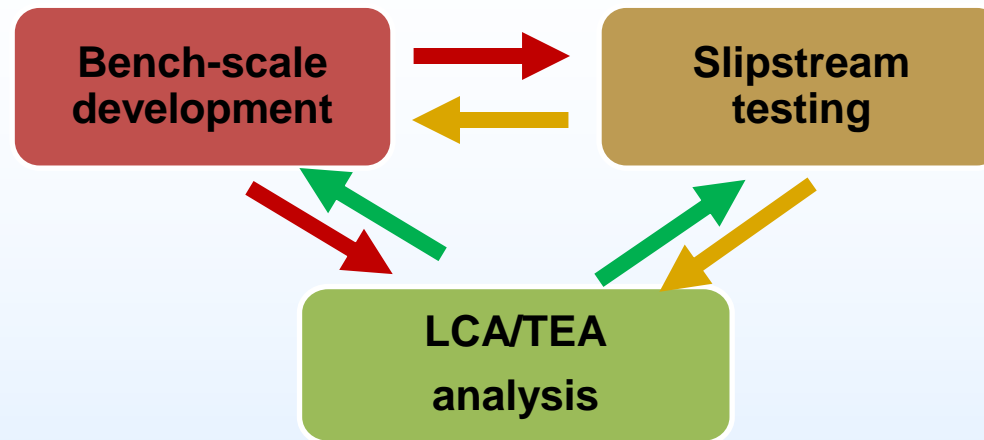 Bench-scale
development
Slipstream
testing
LCA/TEA
analysis